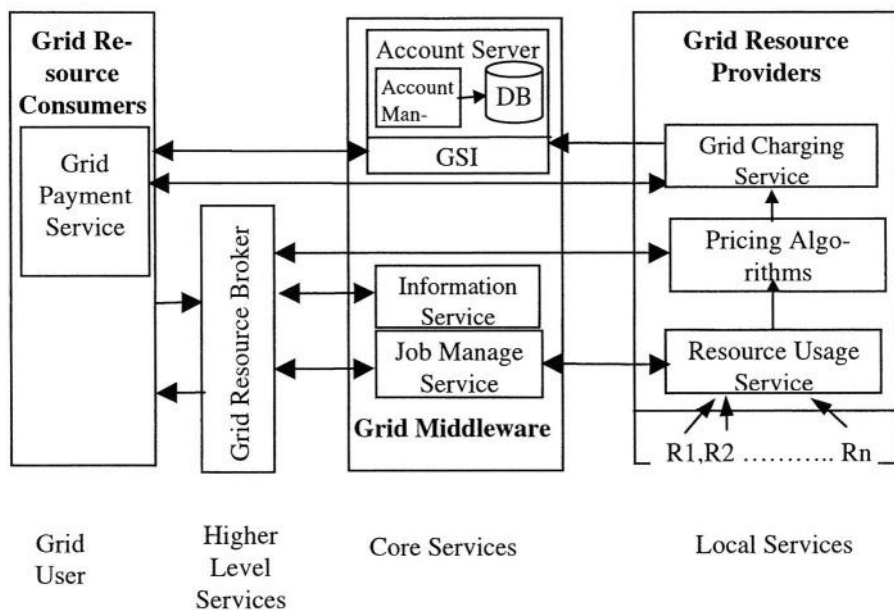 Grid Re-
source
Consumers
Grid
Payment
Service
Grid Resource Broker
Account Server
Account
Man-
DB
GSI
Information
Service
Job Manage
Service
Grid Middleware
Grid Resource
Providers
Grid Charging
Service
Pricing Algo-
rithms
Resource Usage
Service
R1,R2 ........... Rn
Grid
User
Higher
Level
Services
Core Services
Local Services